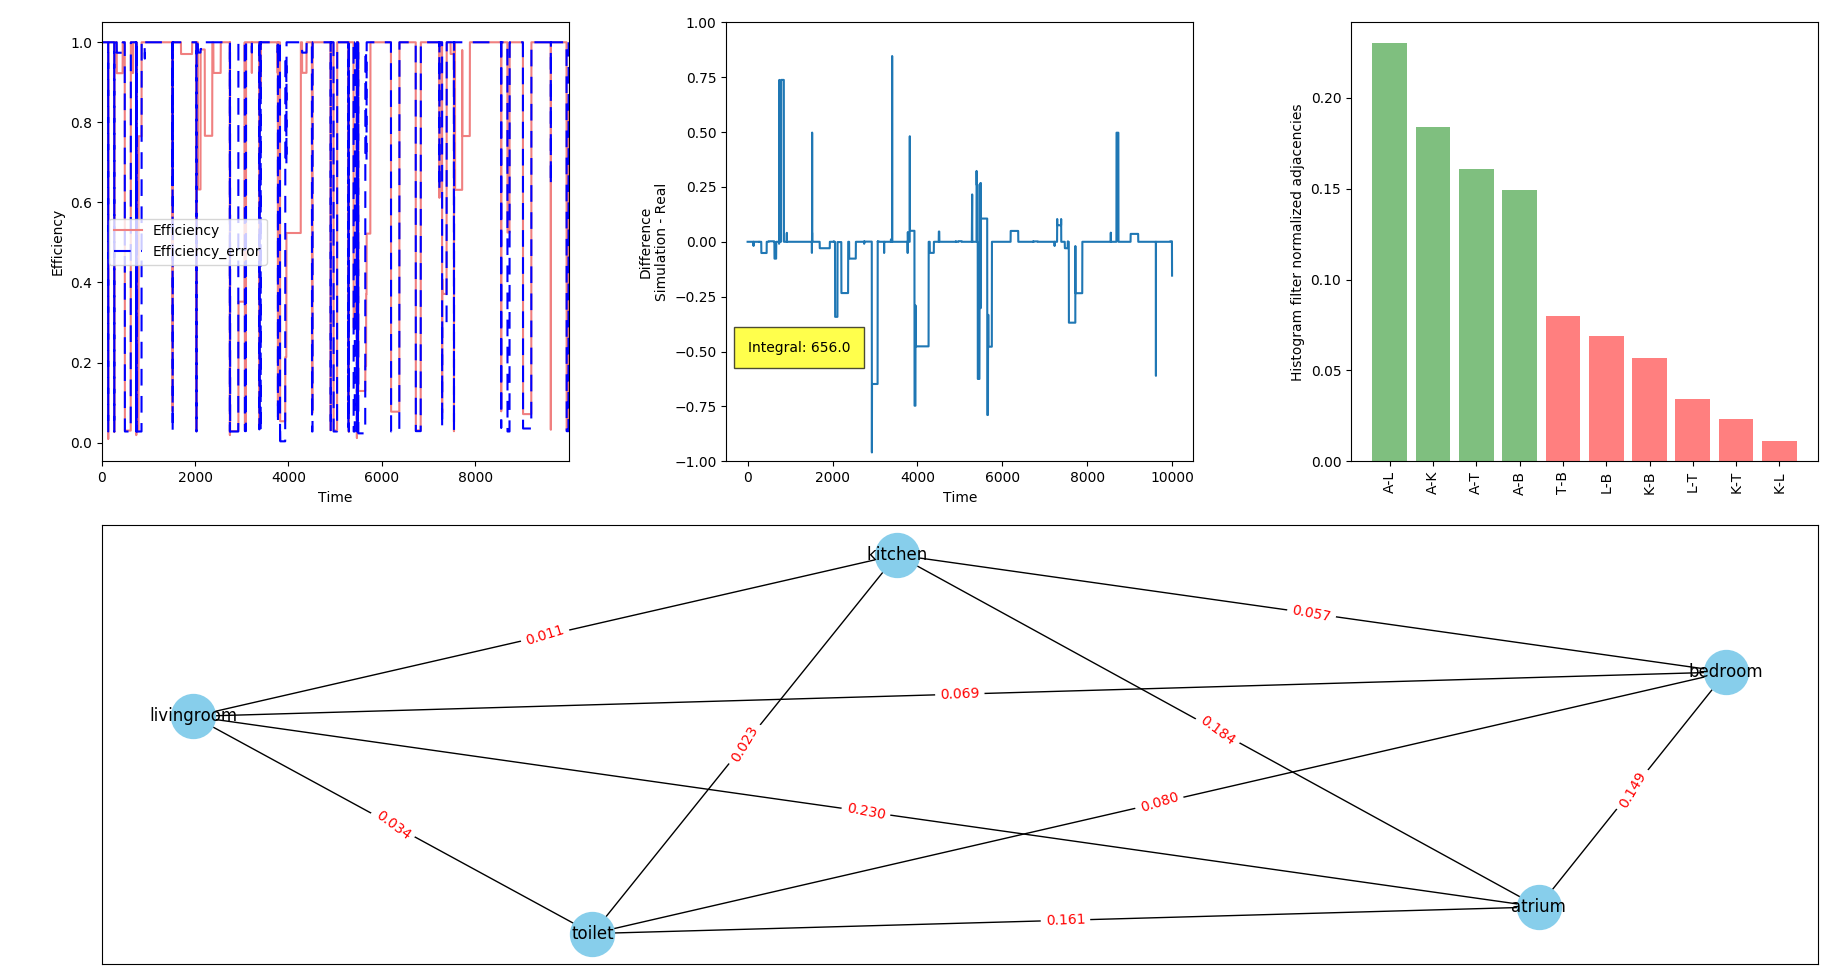 Efficiency
1.0
0.8
0.6
0.4
0.2
0.0
Efficiency
Efficiency_error
0 2000 4000 6000 8000
Time
Difference
Simulation - Real
1.00
0.75
0.50
0.25
0.00
−0.25
−0.50
−0.75
−1.00
Integral: 656.0
0 2000 4000 6000 8000 10000
Time
Histogram filter normalized adjacencies
0.20
0.15
0.10
0.05
0.00
A-L A-K A-T A-B T-B L-B K-B L-T K-T K-L
kitchen
0.057
0.011
bedroom
0.069
livingroom
0.184
0.023
0.149
0.080
0.230
0.034
atrium
0.161
toilet